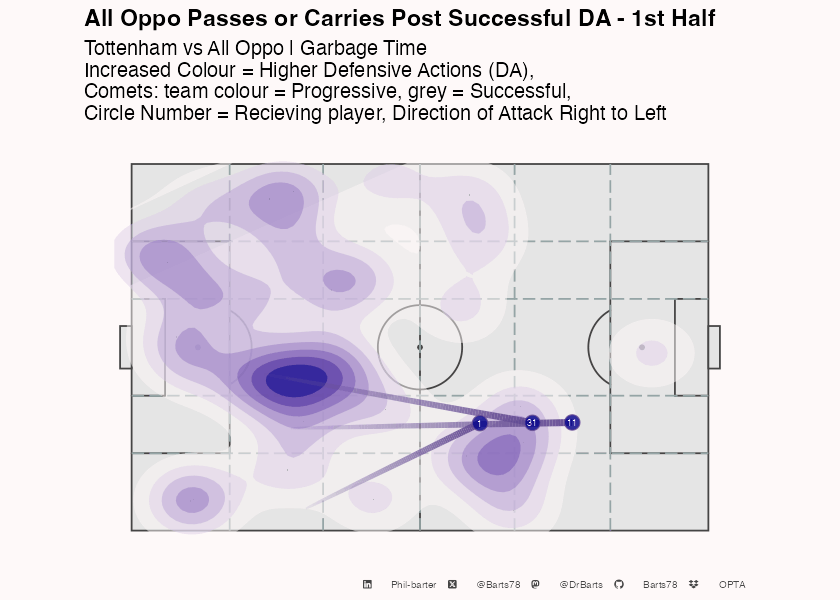 All Oppo Passes or Carries Post Successful DA - 1st Half
Tottenham vs All Oppo I Garbage Time
Increased Colour = Higher Defensive Actions (DA),
Comets: team colour = Progressive, grey = Successful,
Circle Number = Recieving player, Direction of Attack Right to Left
1
31
11
Phil-barter @Barts78 @DrBarts Barts78 OPTA